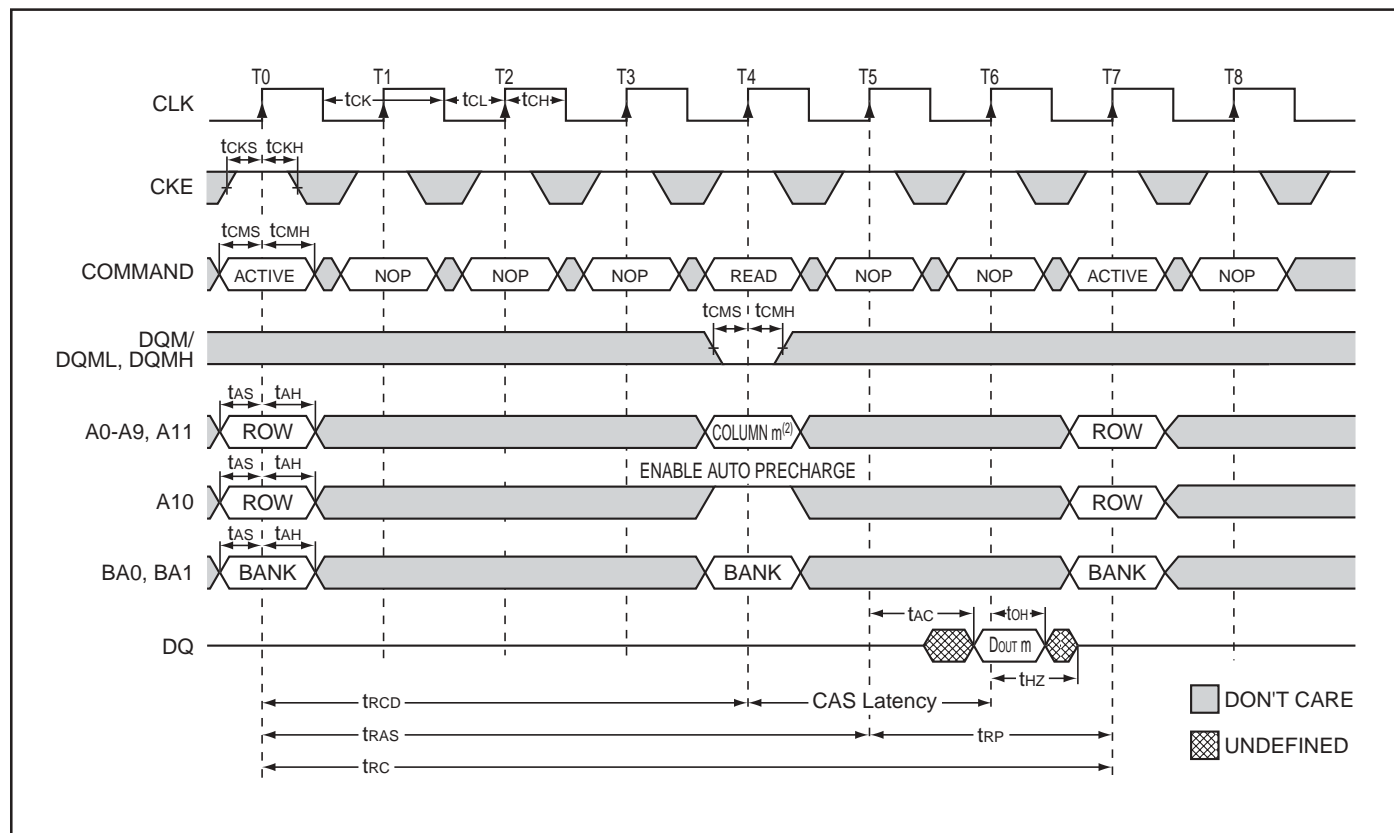 T0 T1 T2 T3 T4 T5 T6 T7 T8
CLK tCK tCL tCH
tCKS tCKH
CKE
tCMS tCMH
COMMAND ACTIVE NOP NOP NOP READ NOP NOP ACTIVE NOP
tCMS tCMH
DQM/
DQML, DQMH
tAS tAH
A0-A9, A11 ROW COLUMN m(2) ROW
tAS tAH ENABLE AUTO PRECHARGE
A10 ROW ROW
tAS tAH
BA0, BA1 BANK BANK BANK
tAC tOH
DQ DOUT m
tHZ
tRCD CAS Latency
DON'T CARE
tRAS tRP
UNDEFINED
tRC